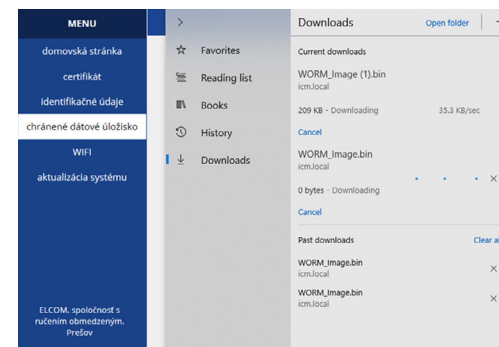 MENU
domovská stránka
certifikát
identifikačné údaje
chránené dátové úložisko
WIFI
aktualizácia systému
ELCOM, spoločnosť s
ručením obmedzeným,
Prešov
Favorites
Reading list
Books
History
Downloads
Downloads
Open folder
Current downloads
WORM_Image (1).bin
icm.local
209 KB - Downloading 35.3 KB/sec
Cancel
WORM_Image.bin
icm.local
0 bytes - Downloading
Cancel
Past downloads
WORM_Image.bin
icm.local
WORM_Image.bin
icm.local